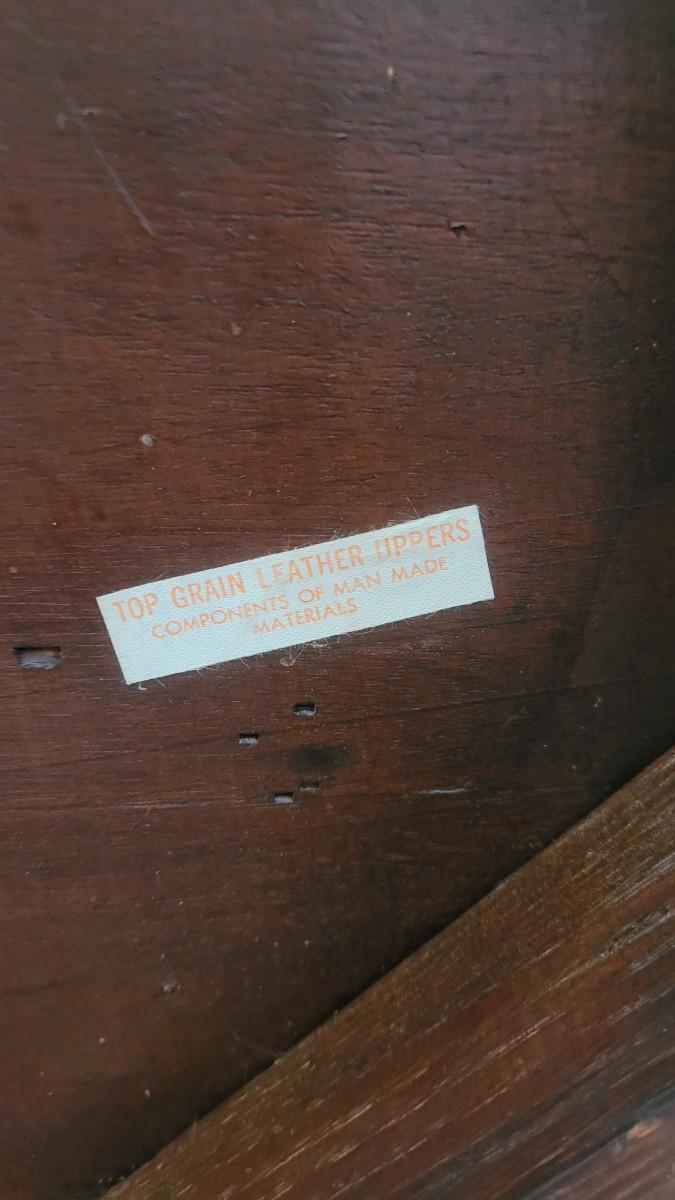 TOP GRAIN LEATHER UPPERS
COMPONENTS OF MAN MADE
MATERIALS